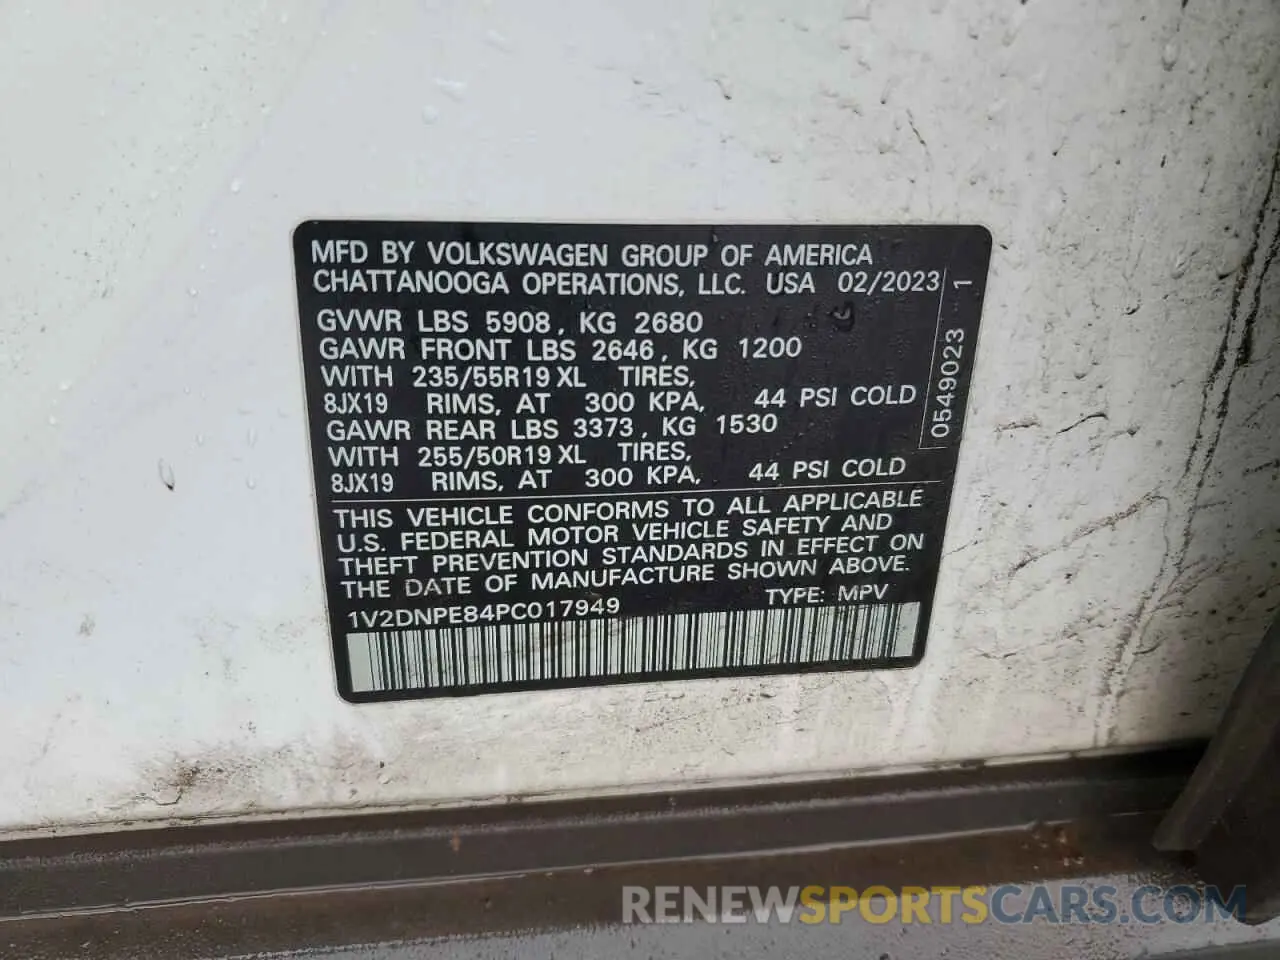 MFD BY VOLKSWAGEN GROUP OF AMERICA
CHATTANOOGA OPERATIONS, LLC. USA 02/2023
GVWR LBS 5908, KG 2680
GAWR FRONT LBS 2646, KG 1200
WITH 235/55R19 XL TIRES,
8JX19 RIMS, AT 300 KPA, 44 PSI COLD
GAWR REAR LBS 3373, KG 1530
WITH 255/50R19 XL TIRES,
8JX19 RIMS, AT 300 KPA, 44 PSI COLD
0549023 1
THIS VEHICLE CONFORMS TO ALL APPLICABLE
U.S. FEDERAL MOTOR VEHICLE SAFETY AND
THEFT PREVENTION STANDARDS IN EFFECT ON
THE DATE OF MANUFACTURE SHOWN ABOVE.
1V2DNPE84PC017949 TYPE: MPV
RENEWSPORTSCARS.COM